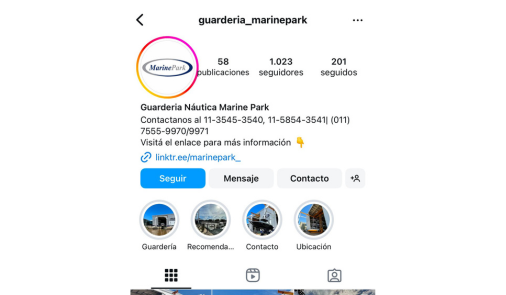 guarderia_marinepark
MarinePark
58 1.023 201
publicaciones seguidores seguidos
Guarderia Náutica Marine Park
Contactanos al 11-3545-3540, 11-5854-3541| (011)
7555-9970/9971
Visitá el enlace para más información 👇
linktr.ee/marinepark_
Seguir Mensaje Contacto
Guardería Recomenda... Contacto Ubicación